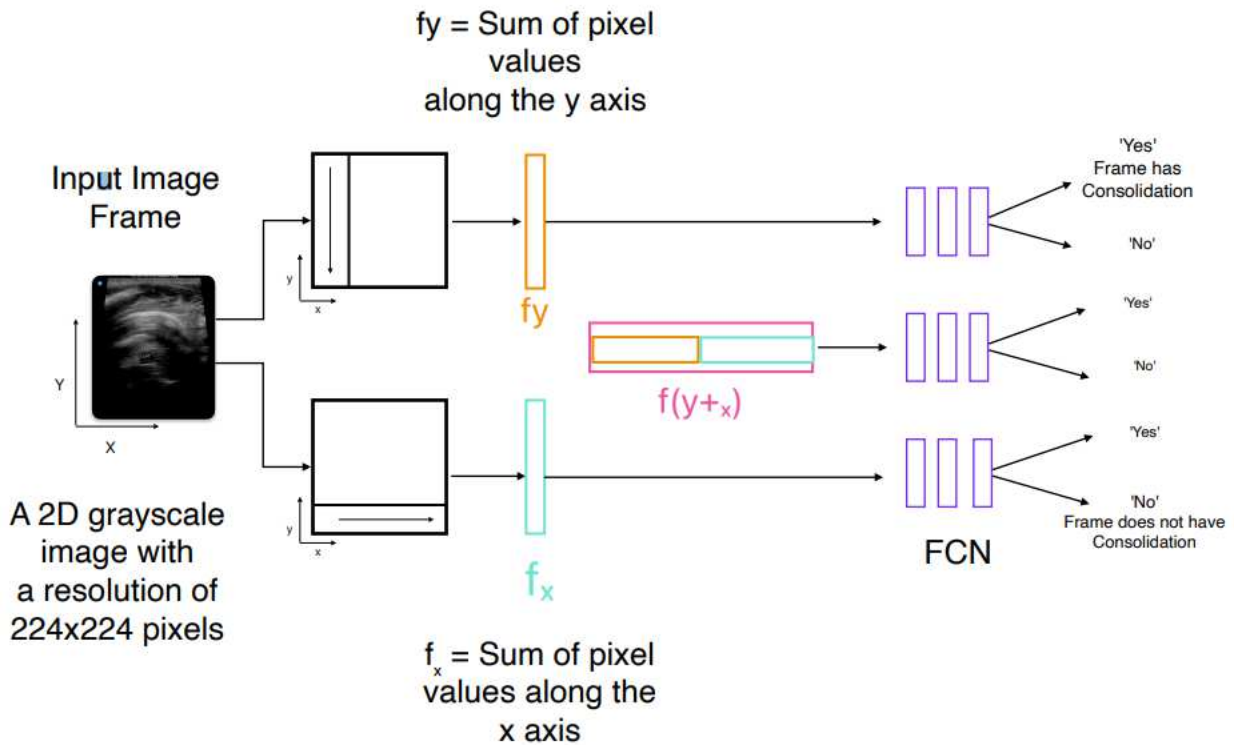 fy = Sum of pixel
values
along the y axis
Input Image
Frame
Y
X
A 2D grayscale
image with
a resolution of
224x224 pixels
y
x
fy
y
x
fx
fx = Sum of pixel
values along the
x axis
f(y+x)
'Yes'
Frame has
Consolidation
'No'
'Yes'
'No'
'Yes'
'No'
Frame does not have
Consolidation
FCN